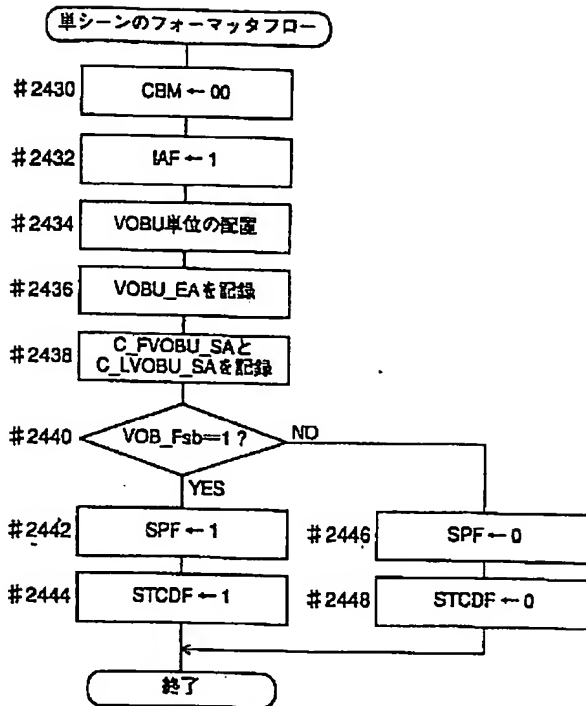 単シーンのフォーマッタフロー
#2430
CBM ← 00
#2432
IAF ← 1
#2434
VOBU単位の配置
#2436
VOBU_EAを記録
#2438
C_FVOBU_SAと
C_LVOBU_SAを記録
#2440
VOB_Fsb==1 ?
NO
YES
#2442
SPF ← 1
#2446
SPF ← 0
#2444
STCDF ← 1
#2448
STCDF ← 0
終了